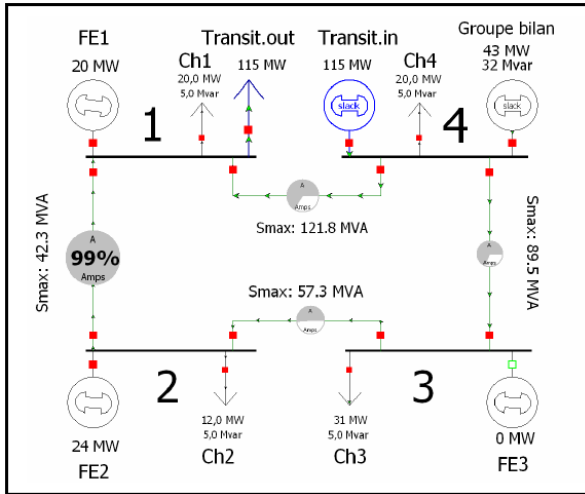 FE1
20 MW
Transit.out
115 MW
Ch1
20,0 MW
5,0 Mvar
Transit.in
115 MW
slack
Ch4
20,0 MW
5,0 Mvar
Groupe bilan
43 MW
32 Mvar
slack
1
4
A
Amps
Smax: 121.8 MVA
Smax: 42.3 MVA
A
99%
Amps
A
Amps
Smax: 89.5 MVA
Smax: 57.3 MVA
A
Amps
2
3
24 MW
FE2
12,0 MW
5,0 Mvar
Ch2
31 MW
5,0 Mvar
Ch3
0 MW
FE3